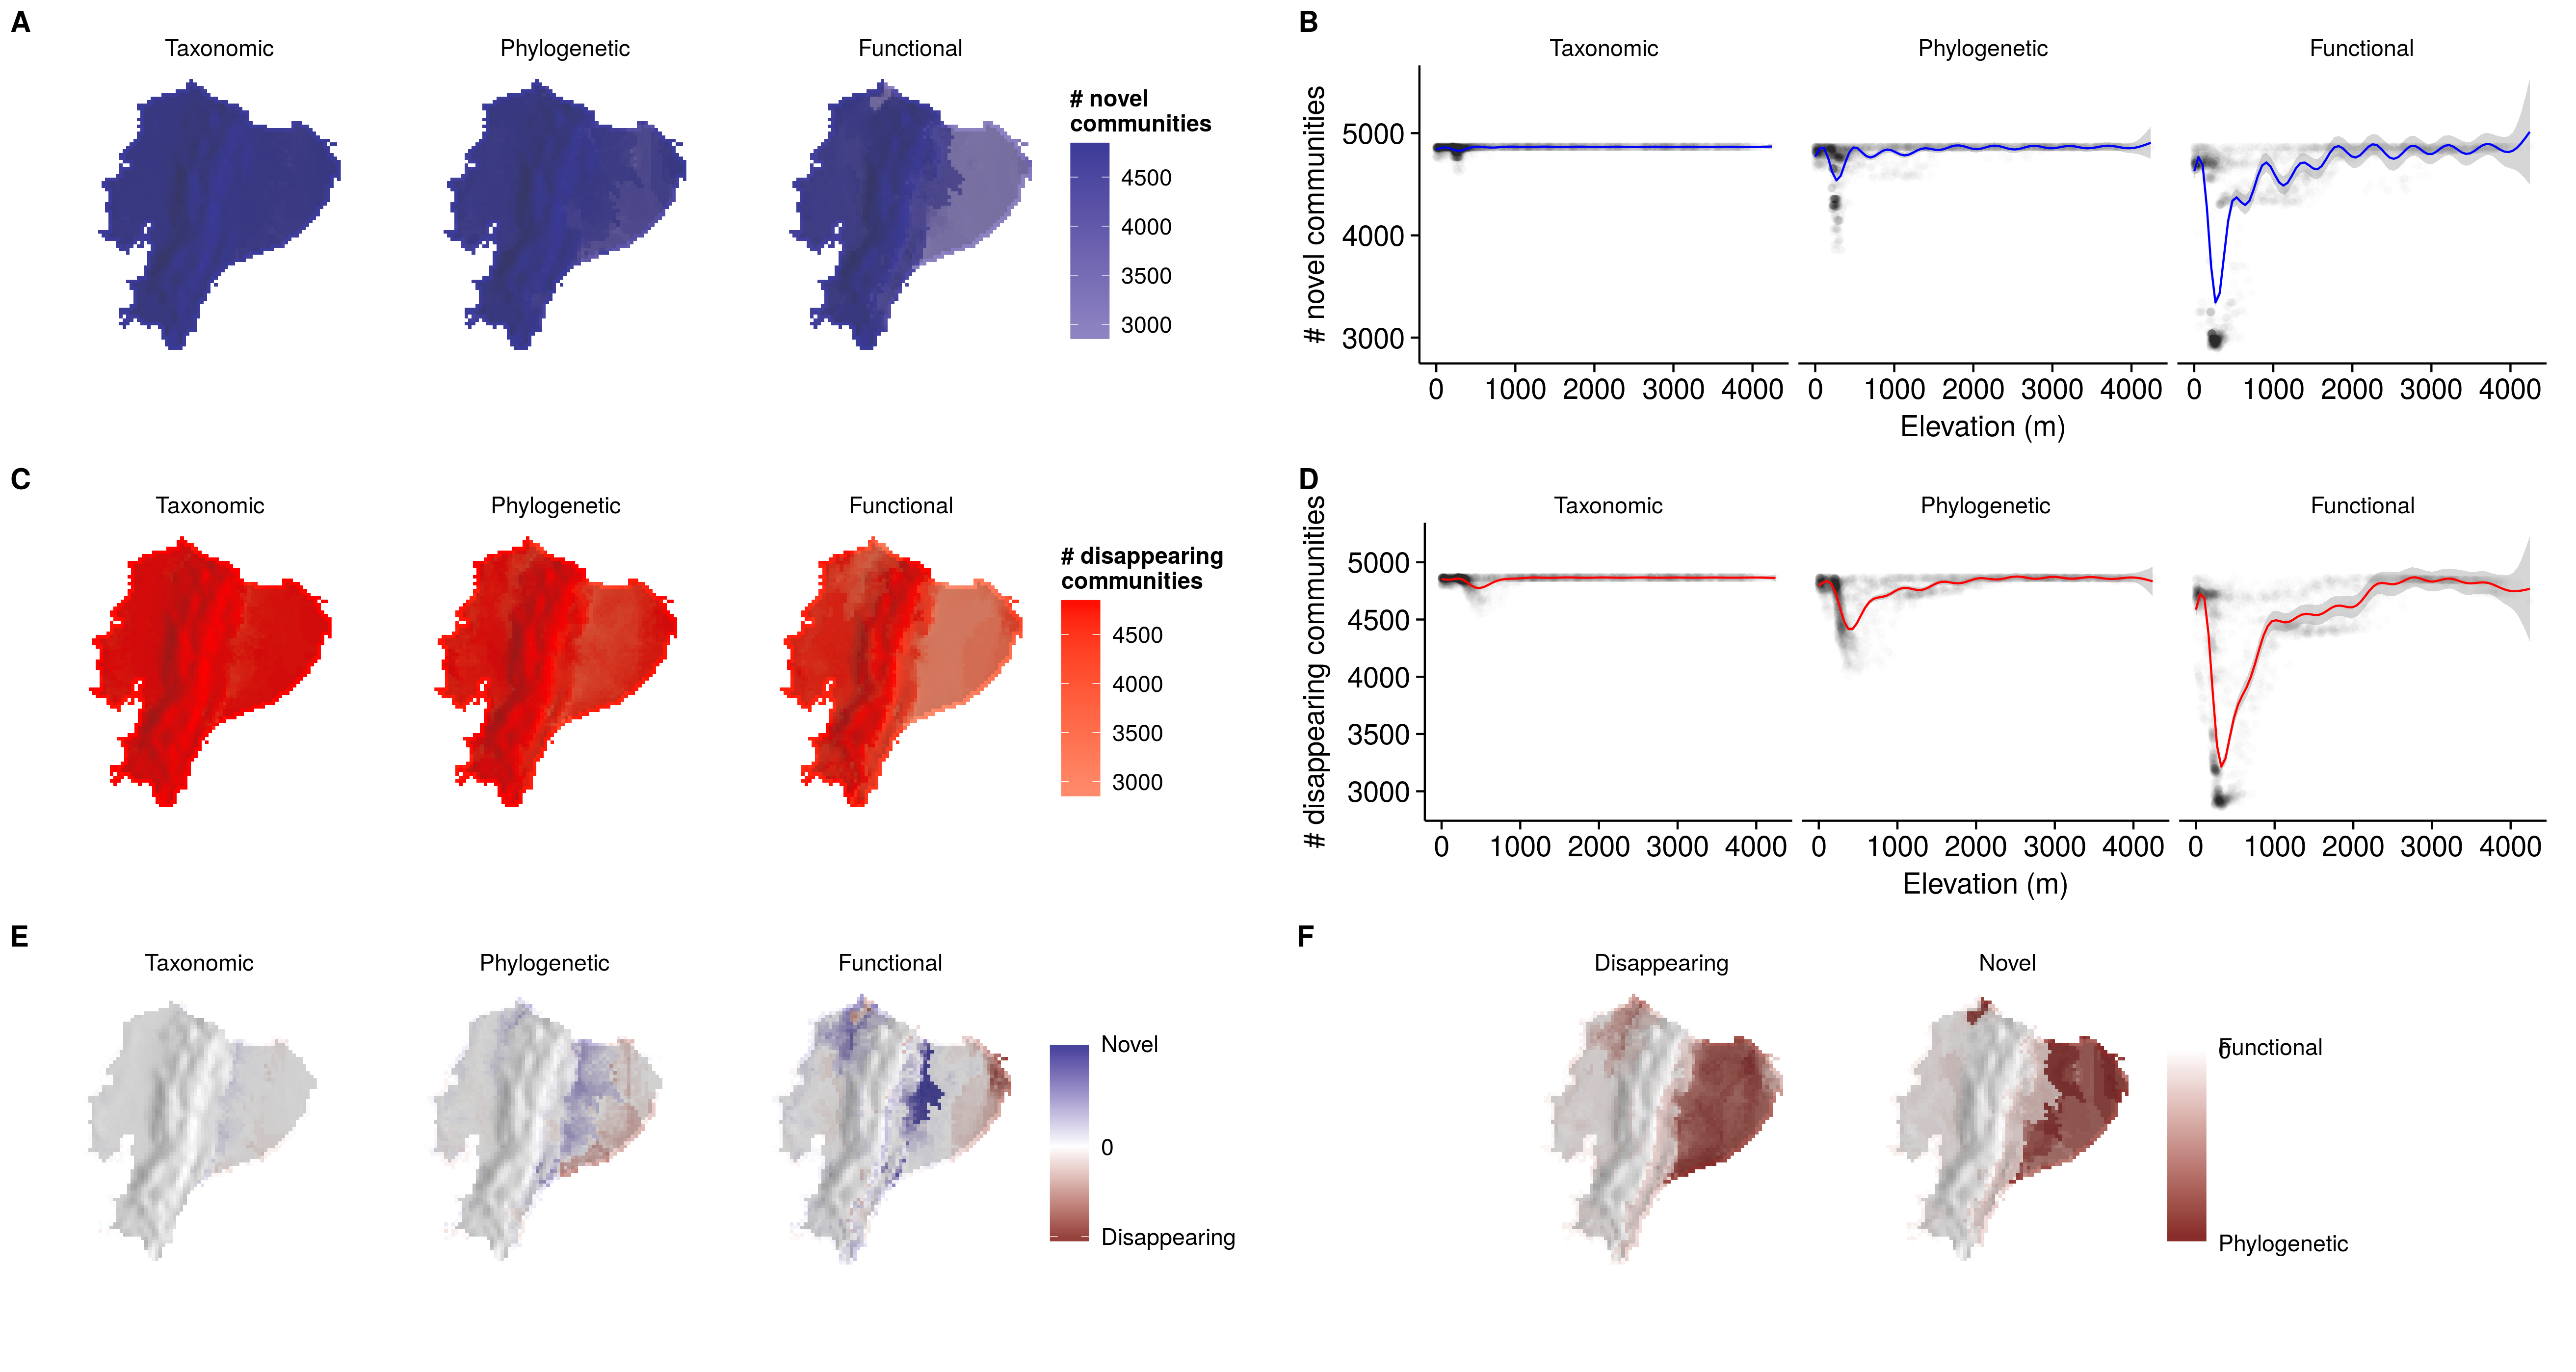 A
Taxonomic
Phylogenetic
Functional
# novel
communities
4500
4000
3500
3000
B
Taxonomic
Phylogenetic
Functional
# novel communities
5000
4000
3000
0 1000 2000 3000 4000
0 1000 2000 3000 4000
0 1000 2000 3000 4000
Elevation (m)
C
Taxonomic
Phylogenetic
Functional
# disappearing
communities
4500
4000
3500
3000
D
Taxonomic
Phylogenetic
Functional
# disappearing communities
5000
4500
4000
3500
3000
0 1000 2000 3000 4000
0 1000 2000 3000 4000
0 1000 2000 3000 4000
Elevation (m)
E
Taxonomic
Phylogenetic
Functional
Novel
0
Disappearing
F
Disappearing
Novel
Functional
0
Phylogenetic